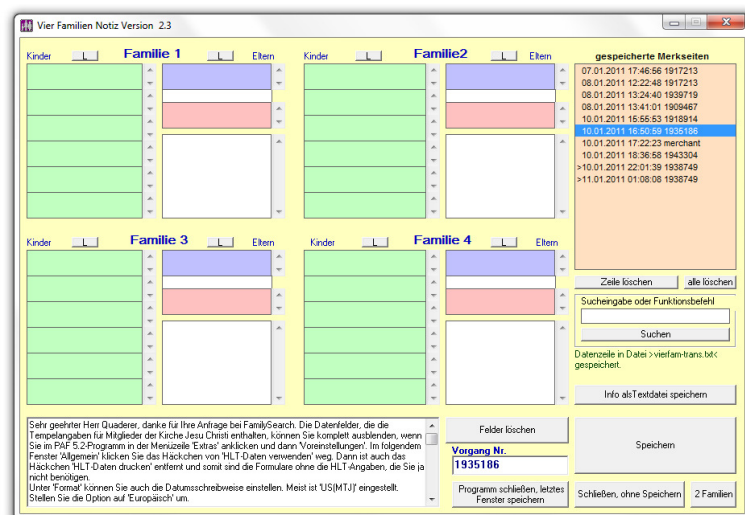 Vier Familien Notiz Version 2.3
Kinder L Familie 1 L Eltern
Kinder L Familie2 L Eltern
gespeicherte Merkseiten
07.01.2011 17:46:56 1917213
08.01.2011 12:22:48 1917213
08.01.2011 13:24:40 1939719
08.01.2011 13:41:01 1909467
10.01.2011 15:55:53 1918914
10.01.2011 16:50:59 1935186
10.01.2011 17:22:23 merchant
10.01.2011 18:36:58 1943304
>10.01.2011 22:01:39 1938749
>11.01.2011 01:08:08 1938749
Kinder L Familie 3 L Eltern
Kinder L Familie 4 L Eltern
Zeile löschen alle löschen
Sucheingabe oder Funktionsbefehl
Suchen
Datenzeile in Datei >vierfam-trans.txt<
gespeichert.
Info alsTextdatei speichern
Sehr geehrter Herr Quaderer, danke für Ihre Anfrage bei FamilySearch. Die Datenfelder, die die
Tempelangaben für Mitglieder der Kirche Jesu Christi enthalten, können Sie komplett ausblenden, wenn
Sie im PAF 5.2-Programm in der Menüzeile 'Extras' anklicken und dann 'Voreinstellungen'. Im folgendem
Fenster 'Allgemein' klicken Sie das Häckchen von 'HLT-Daten verwenden' weg. Dann ist auch das
Häckchen 'HLT-Daten drucken' entfernt und somit sind die Formulare ohne die HLT-Angaben, die Sie ja
nicht benötigen.
Unter 'Format' können Sie auch die Datumsschreibweise einstellen. Meist ist 'US(MTJ)' eingestellt.
Stellen Sie die Option auf 'Europäisch' um.
Felder löschen
Vorgang Nr.
1935186
Programm schließen, letztes
Fenster speichern
Speichern
Schließen, ohne Speichern
2 Familien